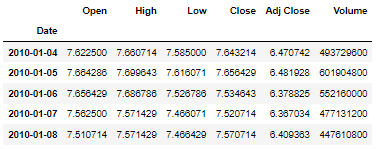 Open High Low Close Adj Close Volume
Date
2010-01-04 7.622500 7.660714 7.585000 7.643214 6.470742 493729600
2010-01-05 7.664286 7.699643 7.616071 7.656429 6.481928 601904800
2010-01-06 7.656429 7.686786 7.526786 7.534643 6.378825 552160000
2010-01-07 7.562500 7.571429 7.466071 7.520714 6.367034 477131200
2010-01-08 7.510714 7.571429 7.466429 7.570714 6.409363 447610800